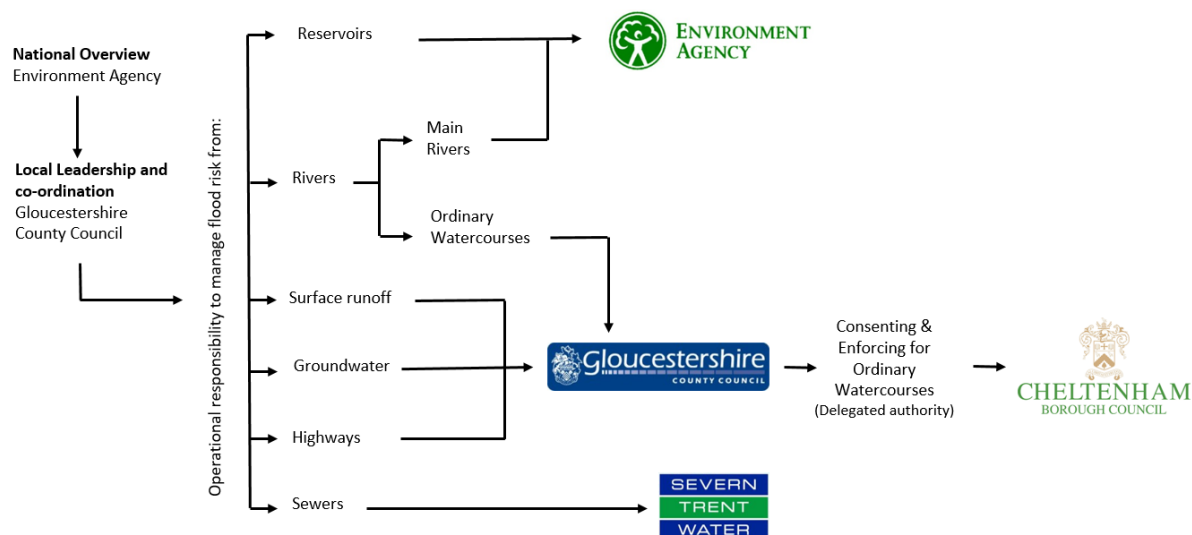 National Overview
Environment Agency
Local Leadership and
co-ordination
Gloucestershire
County Council
Operational responsibility to manage flood risk from:
Reservoirs
ENVIRONMENT
AGENCY
Rivers
Main
Rivers
Ordinary
Watercourses
Surface runoff
Groundwater
Highways
Gloucestershire
COUNTY COUNCIL
Consenting &
Enforcing for
Ordinary
Watercourses
(Delegated authority)
CHELTENHAM
BOROUGH COUNCIL
Sewers
SEVERN
TRENT
WATER